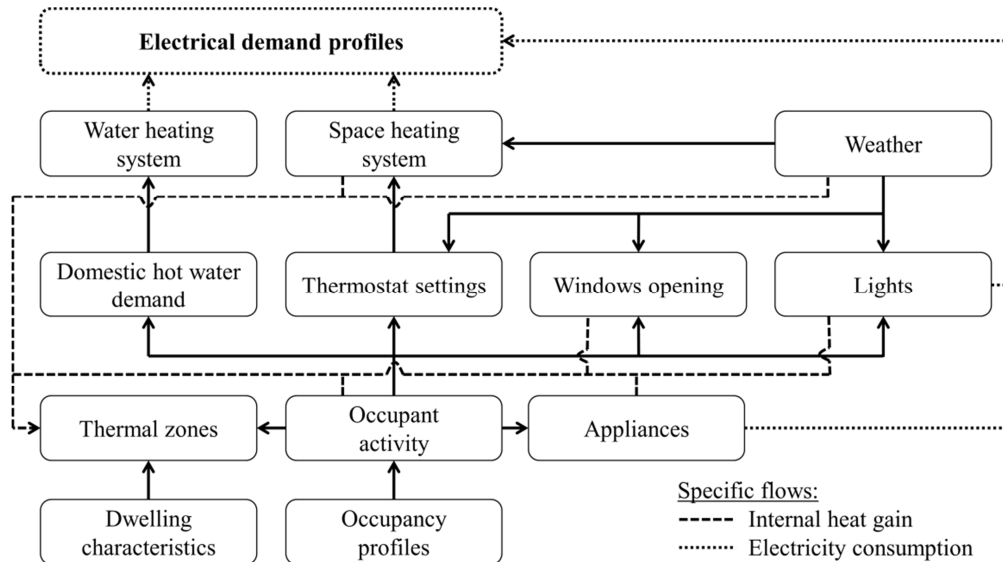 Electrical demand profiles
Water heating
system
Space heating
system
Weather
Domestic hot water
demand
Thermostat settings
Windows opening
Lights
Thermal zones
Occupant
activity
Appliances
Dwelling
characteristics
Occupancy
profiles
Specific flows:
Internal heat gain
Electricity consumption